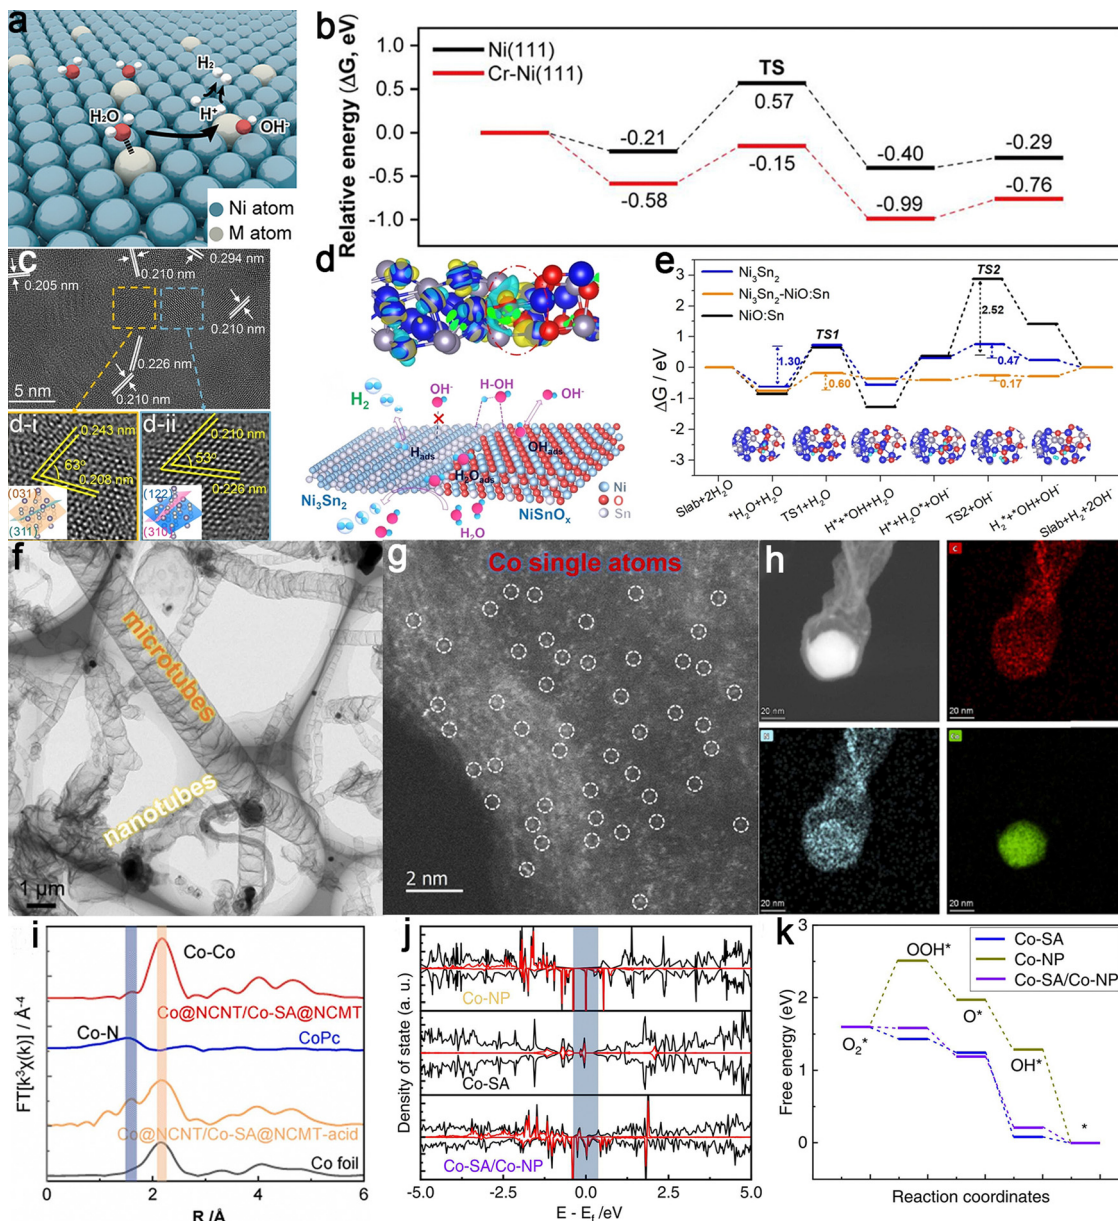 a
H₂
H₂O
H⁺
OH⁻
Ni atom
M atom
b
Relative energy (ΔG, eV)
1.0
0.5
0.0
-0.5
-1.0
Ni(111)
Cr-Ni(111)
TS
0.57
-0.21
-0.15
-0.58
-0.40
-0.29
-0.99
-0.76
c
0.205 nm
0.210 nm
0.294 nm
0.210 nm
0.226 nm
0.210 nm
5 nm
d-i
0.243 nm
63°
0.208 nm
(031)
(311)
d-ii
0.210 nm
53°
0.226 nm
(122)
(310)
d
H₂
OH⁻
H-OH
OH⁻
H_ads
OH_ads
H₂O_ads
Ni₃Sn₂
NiSnOₓ
H₂O
Ni
O
Sn
e
Ni₃Sn₂
Ni₃Sn₂-NiO:Sn
NiO:Sn
ΔG / eV
3
2
1
0
-1
-2
-3
TS1
TS2
1.30
0.60
2.52
0.47
0.17
Slab+2H₂O
*H₂O+H₂O
TS1+H₂O
H*+*OH+H₂O
H*+H₂O*+OH⁻
TS2+OH⁻
H₂*+*OH+OH⁻
Slab+H₂+2OH⁻
f
microtubes
nanotubes
1 μm
g
Co single atoms
2 nm
h
20 nm
C
20 nm
20 nm
20 nm
i
FT[k³χ(k)] / Å⁻⁴
Co-Co
Co@NCNT/Co-SA@NCMT
Co-N
CoPc
Co@NCNT/Co-SA@NCMT-acid
Co foil
0 1 2 3 4 5 6
R /Å
j
Density of state (a. u.)
Co-NP
Co-SA
Co-SA/Co-NP
-5.0 -2.5 0.0 2.5 5.0
E - E_f /eV
k
Free energy (eV)
3
2
1
0
Co-SA
Co-NP
Co-SA/Co-NP
O₂*
OOH*
O*
OH*
*
Reaction coordinates